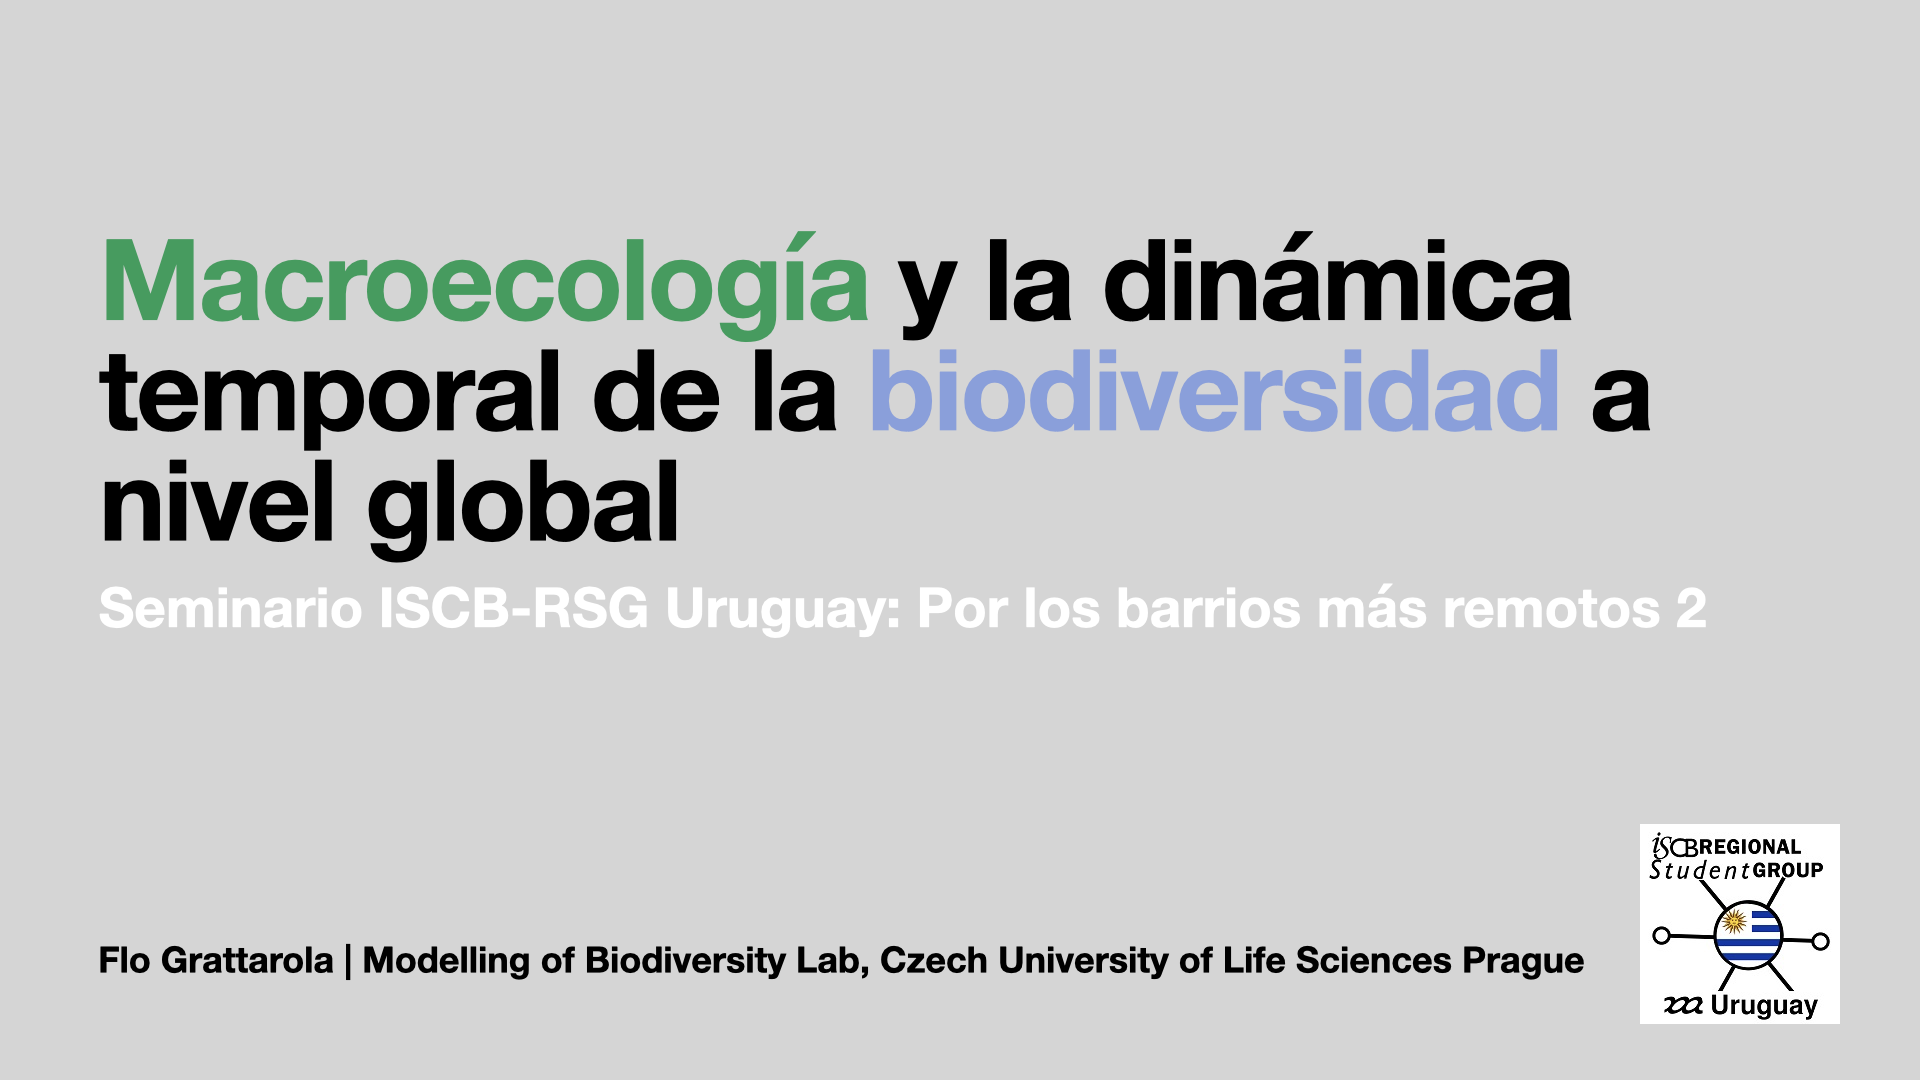 Macroecología y la dinámica
temporal de la biodiversidad a
nivel global
Seminario ISCB-RSG Uruguay: Por los barrios más remotos 2
Flo Grattarola | Modelling of Biodiversity Lab, Czech University of Life Sciences Prague
iSCB REGIONAL
Student GROUP
Uruguay